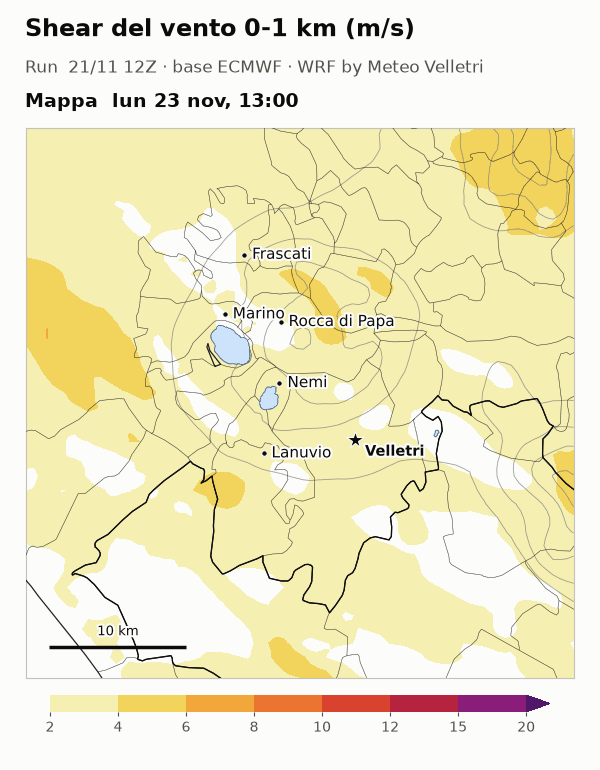 Shear del vento 0-1 km (m/s)
Run  21/11 12Z · base ECMWF · WRF by Meteo Velletri
Mappa  lun 23 nov, 13:00
Frascati
Marino
Rocca di Papa
Nemi
Velletri
Lanuvio
10 km
2 4 6 8 10 12 15 20